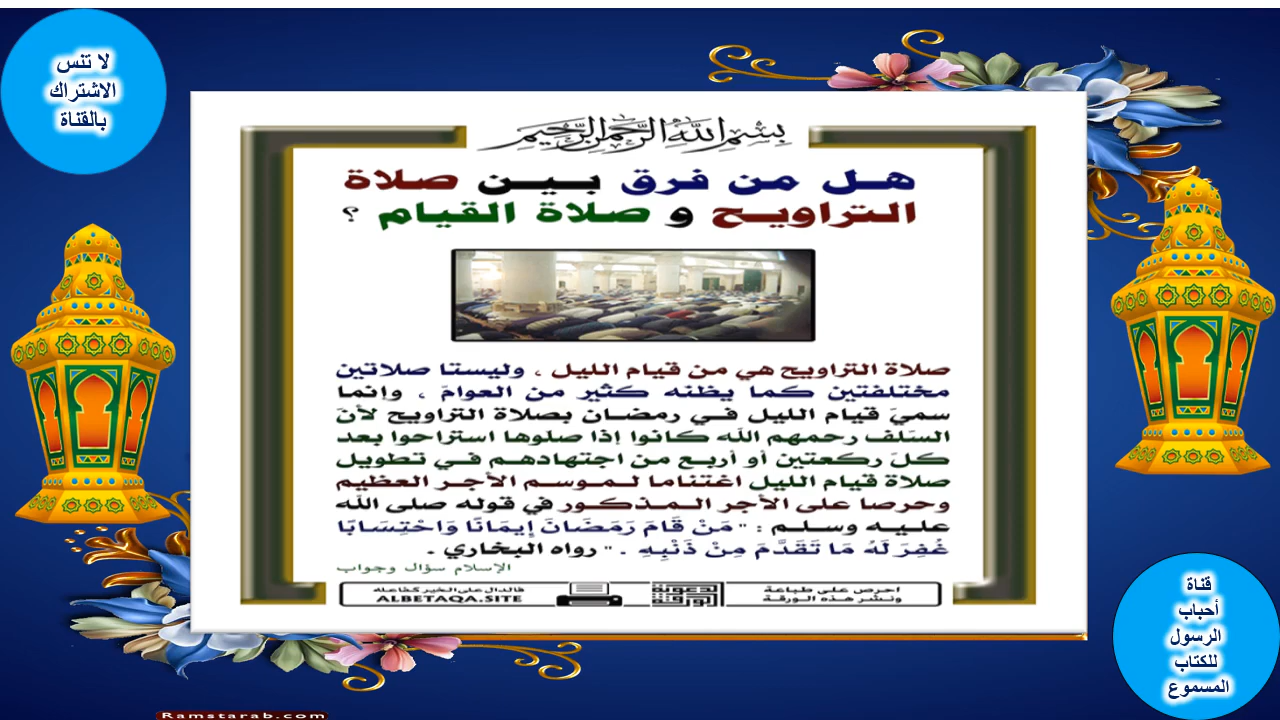 لا تنس
الاشتراك
بالقناة
بسم الله الرحمن الرحيم
هل من فرق بين صلاة
التراويح و صلاة القيام ؟
صلاة التراويح هي من قيام الليل ، وليستا صلاتين
مختلفتين كما يظنه كثير من العوامّ ، وإنما
سميَ قيام الليل في رمضان بصلاة التراويح لأنّ
السّلف رحمهم الله كانوا إذا صلوها استراحوا بعد
كلّ ركعتين أو أربع من اجتهادهم في تطويل
صلاة قيام الليل اغتناما لموسم الأجر العظيم
وحرصا على الأجر المذكور في قوله صلى الله
عليه وسلم : " مَنْ قَامَ رَمَضَانَ إِيمَانًا وَاحْتِسَابًا
غُفِرَ لَهُ مَا تَقَدَّمَ مِنْ ذَنْبِهِ . " رواه البخاري .
الإسلام سؤال وجواب
احرص على طباعة
ونشر هذه الورقة
الدعوية
الورقية
فالدال على الخير كفاعله
ALBETAQA.SITE
قناة
أحباب
الرسول
للكتاب
المسموع
Ramstarab.com